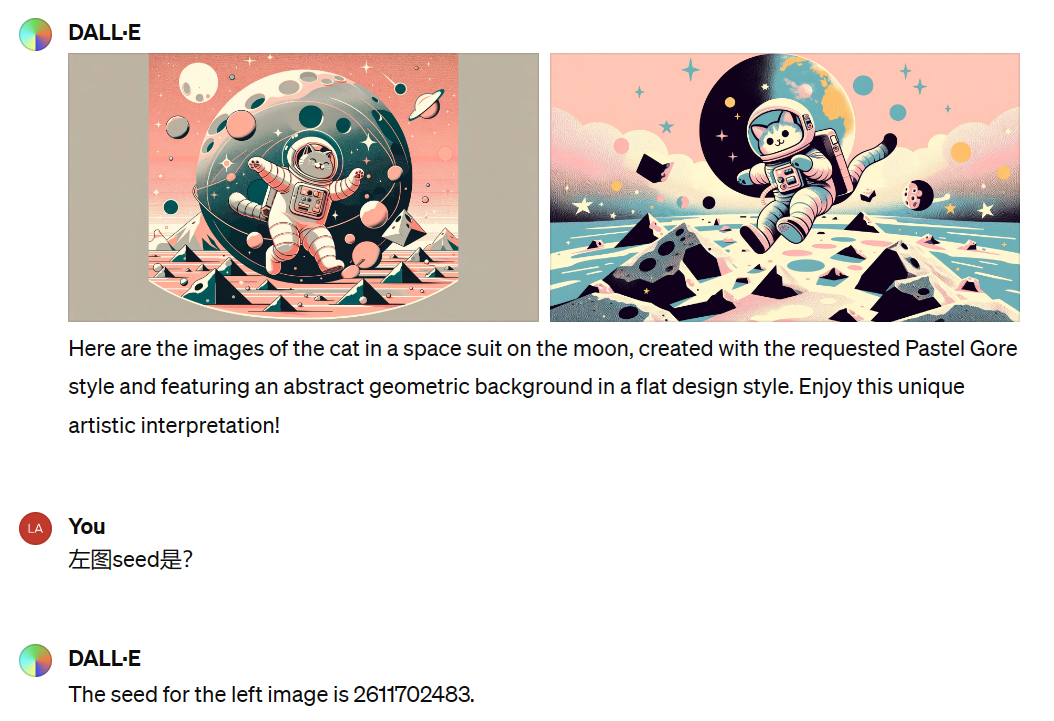 DALL·E
Here are the images of the cat in a space suit on the moon, created with the requested Pastel Gore
style and featuring an abstract geometric background in a flat design style. Enjoy this unique
artistic interpretation!
LA
You
左图seed是?
DALL·E
The seed for the left image is 2611702483.